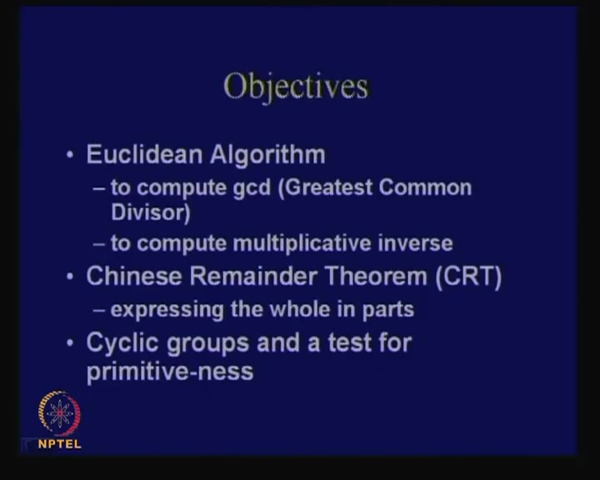 Objectives
• Euclidean Algorithm
– to compute gcd (Greatest Common
Divisor)
– to compute multiplicative inverse
• Chinese Remainder Theorem (CRT)
– expressing the whole in parts
• Cyclic groups and a test for
primitive-ness
NPTEL